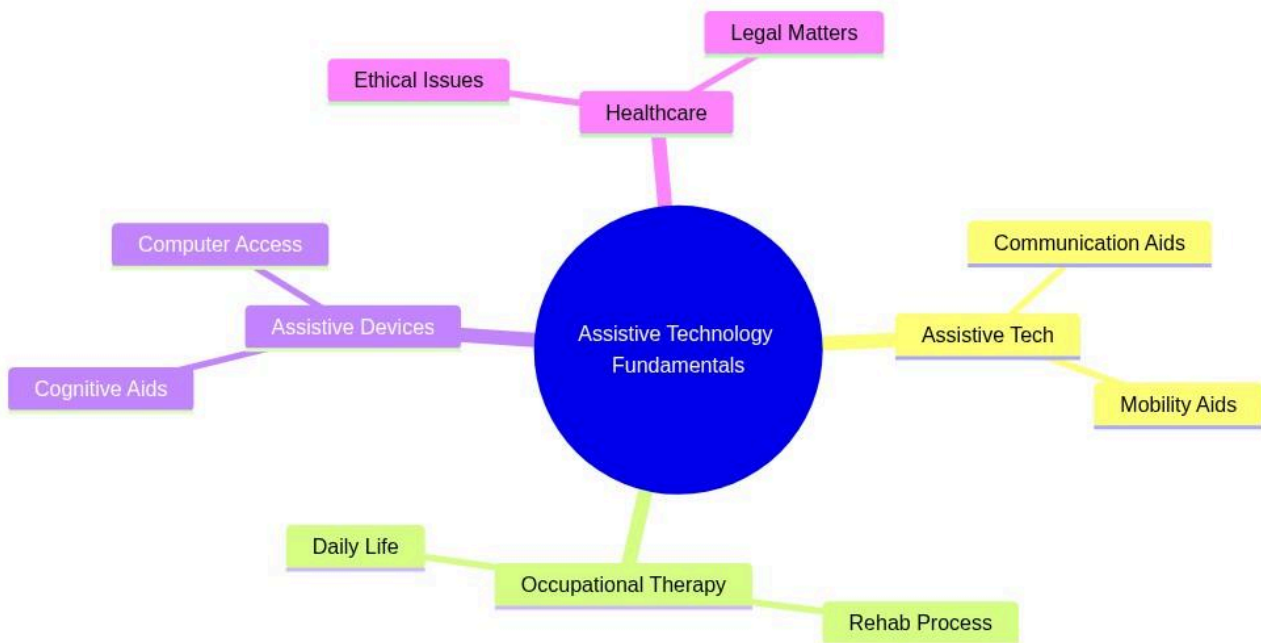 Legal Matters
Ethical Issues
Healthcare
Computer Access
Communication Aids
Assistive Devices
Assistive Technology
Fundamentals
Assistive Tech
Cognitive Aids
Mobility Aids
Daily Life
Occupational Therapy
Rehab Process